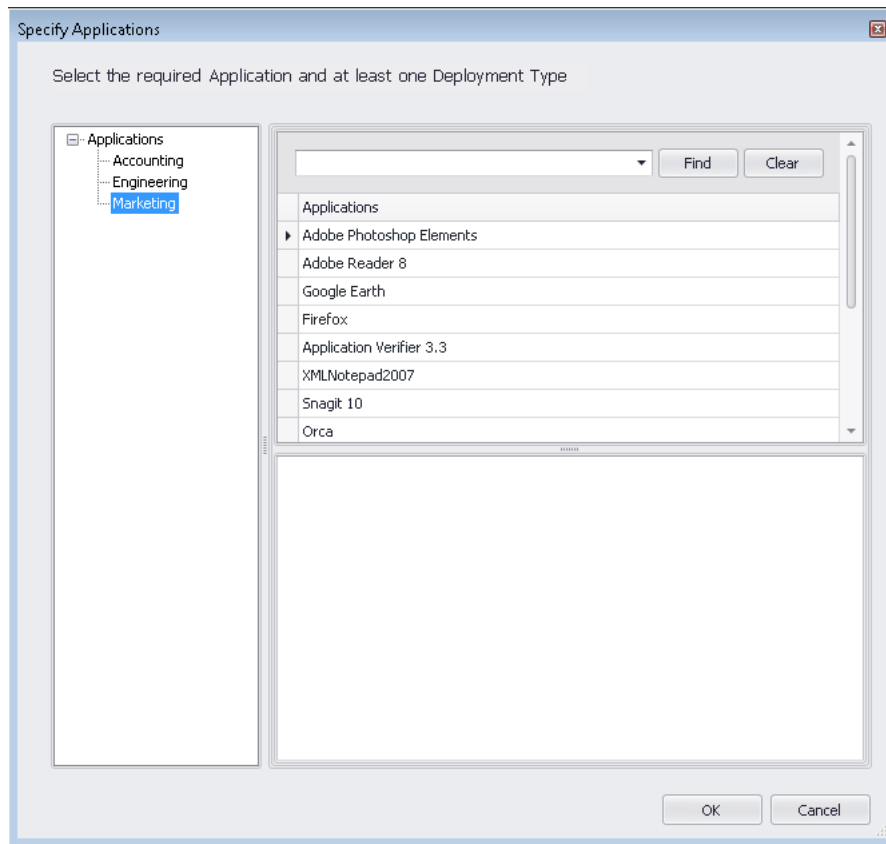 Specify Applications
Select the required Application and at least one Deployment Type
Applications
Accounting
Engineering
Marketing
Find Clear
Applications
Adobe Photoshop Elements
Adobe Reader 8
Google Earth
Firefox
Application Verifier 3.3
XMLNotepad2007
Snagit 10
Orca
OK Cancel